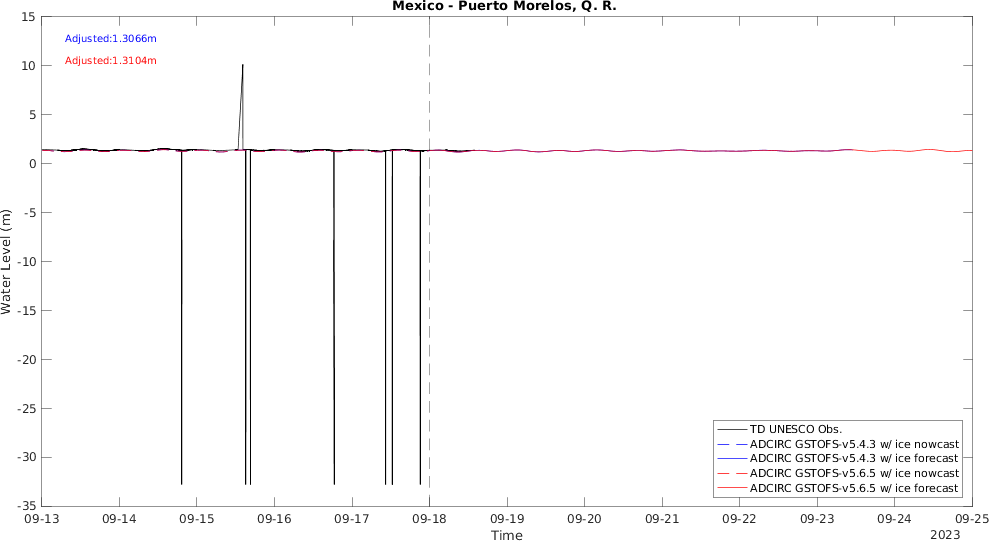 Mexico - Puerto Morelos, Q. R.
Adjusted:1.3066m
Adjusted:1.3104m
Water Level (m)
15
10
5
0
-5
-10
-15
-20
-25
-30
-35
TD UNESCO Obs.
ADCIRC GSTOFS-v5.4.3 w/ ice nowcast
ADCIRC GSTOFS-v5.4.3 w/ ice forecast
ADCIRC GSTOFS-v5.6.5 w/ ice nowcast
ADCIRC GSTOFS-v5.6.5 w/ ice forecast
09-13 09-14 09-15 09-16 09-17 09-18 09-19 09-20 09-21 09-22 09-23 09-24 09-25
Time
2023